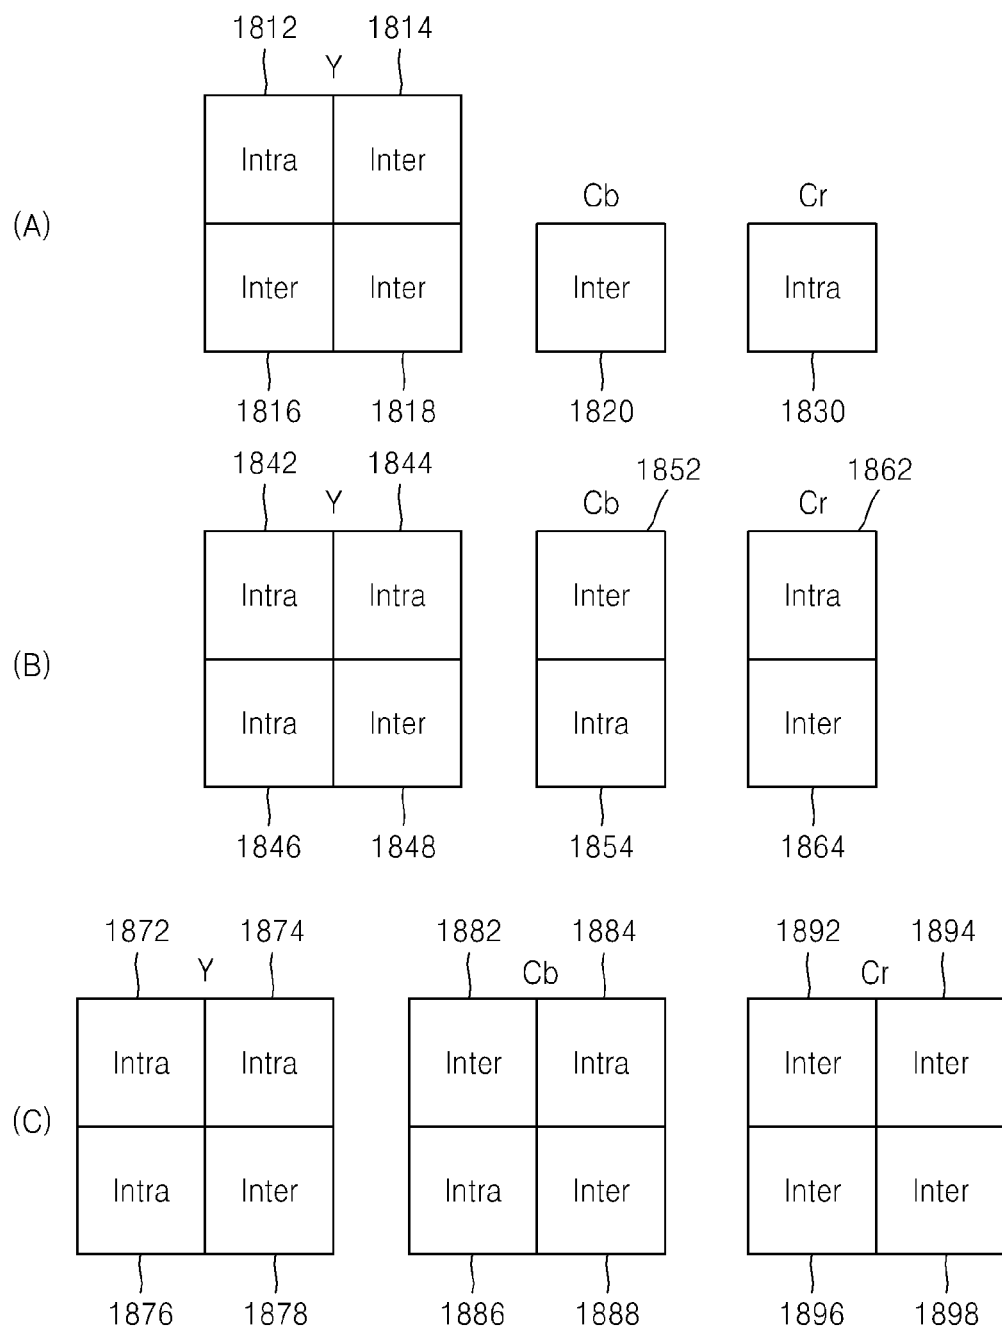 1812 1814
Y
Intra Inter
Cb Cr
(A)
Inter Inter Inter Intra
1816 1818 1820 1830
1842 1844 1852 1862
Y Cb Cr
Intra Intra Inter Intra
(B)
Intra Inter Intra Inter
1846 1848 1854 1864
1872 1874 1882 1884 1892 1894
Y Cb Cr
Intra Intra Inter Intra Inter Inter
(C)
Intra Inter Intra Inter Inter Inter
1876 1878 1886 1888 1896 1898